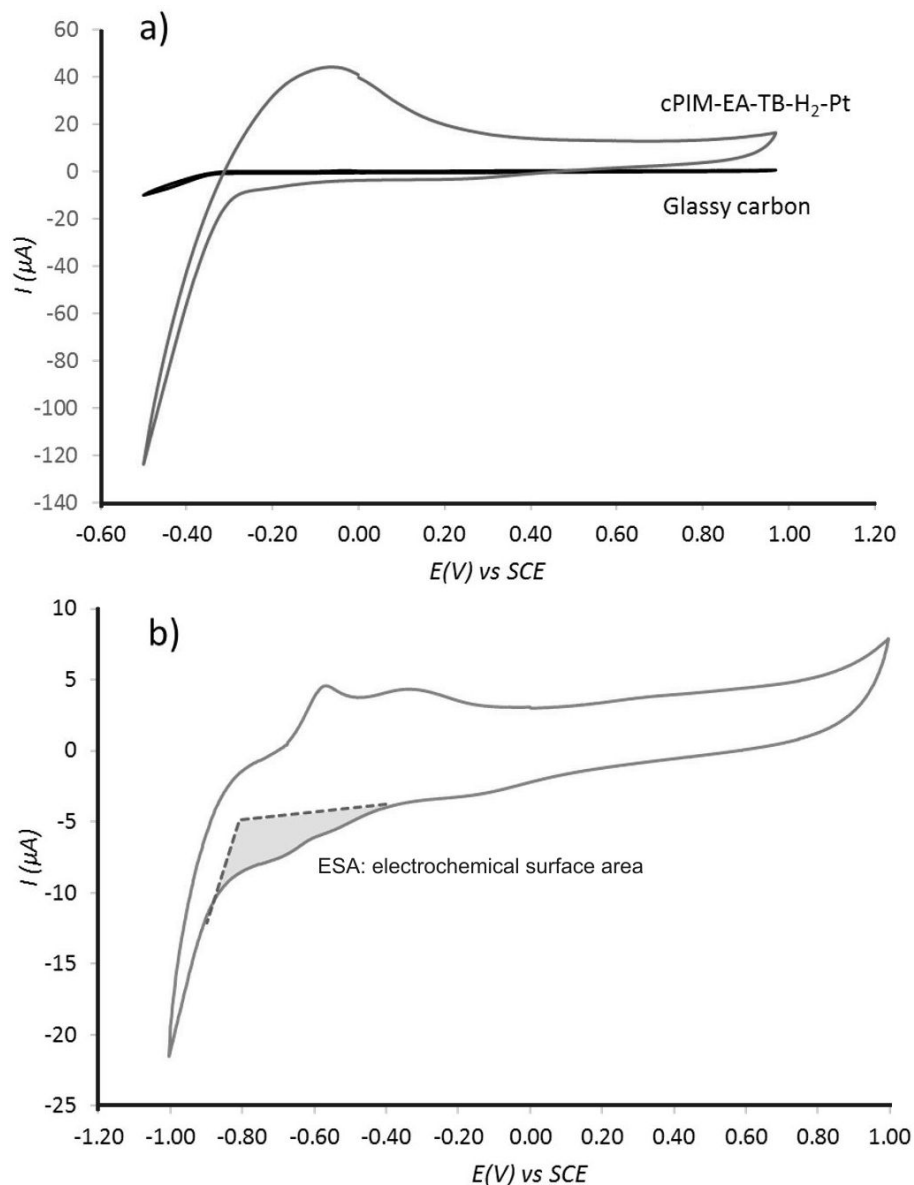 a)
60
40
20
0
-20
-40
-60
-80
-100
-120
-140
I (µA)
cPIM-EA-TB-H₂-Pt
Glassy carbon
-0.60 -0.40 -0.20 0.00 0.20 0.40 0.60 0.80 1.00 1.20
E(V) vs SCE
b)
10
5
0
-5
-10
-15
-20
-25
I (µA)
ESA: electrochemical surface area
-1.20 -1.00 -0.80 -0.60 -0.40 -0.20 0.00 0.20 0.40 0.60 0.80 1.00
E(V) vs SCE